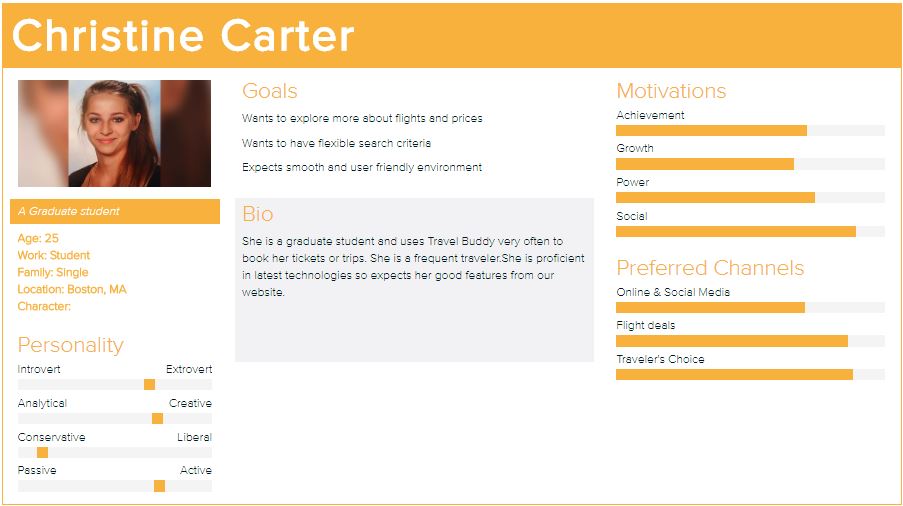 Christine Carter
A Graduate student
Age: 25
Work: Student
Family: Single
Location: Boston, MA
Character:
Personality
Introvert Extrovert
Analytical Creative
Conservative Liberal
Passive Active
Goals
Wants to explore more about flights and prices
Wants to have flexible search criteria
Expects smooth and user friendly environment
Bio
She is a graduate student and uses Travel Buddy very often to
book her tickets or trips. She is a frequent traveler.She is proficient
in latest technologies so expects her good features from our
website.
Motivations
Achievement
Growth
Power
Social
Preferred Channels
Online & Social Media
Flight deals
Traveler's Choice